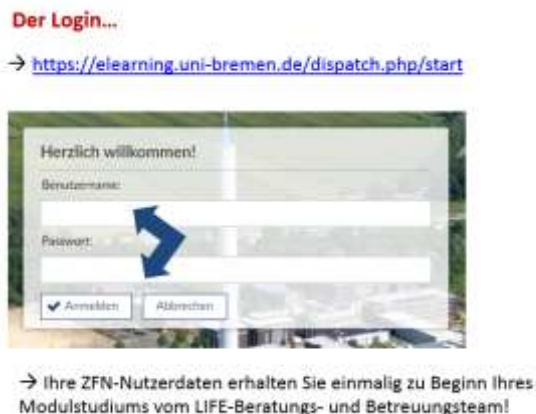 Der Login...
→ https://elearning.uni-bremen.de/dispatch.php/start
Herzlich willkommen!
Benutzername:
Passwort:
✔ Anmelden Abbrechen
→ Ihre ZFN-Nutzerdaten erhalten Sie einmalig zu Beginn Ihres
Modulstudiums vom LIFE-Beratungs- und Betreuungsteam!